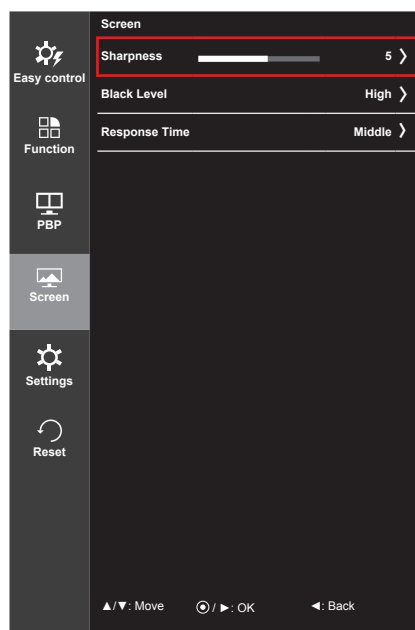 Screen
Easy control
Sharpness 5 ❯
Black Level High ❯
Function
Response Time Middle ❯
PBP
Screen
Settings
Reset
▲/▼: Move ⦿ / ►: OK ◄: Back